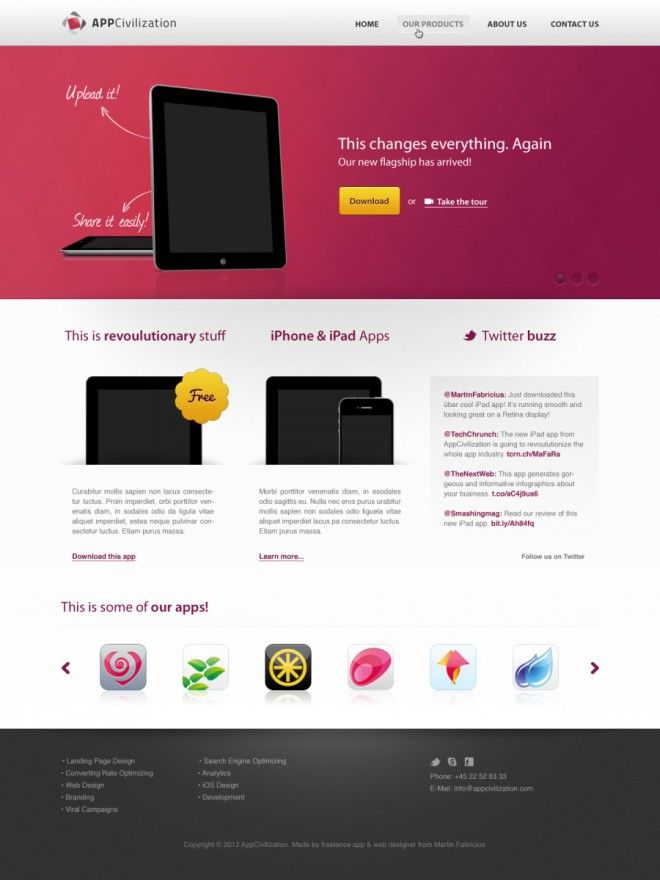 APPCivilization
HOME OUR PRODUCTS ABOUT US CONTACT US
Upload it!
Share it easily!
This changes everything. Again
Our new flagship has arrived!
Download or Take the tour
This is revoulutionary stuff
Free
Curabitur mollis sapien non lacus consecte-
tur luctus. Proin imperdiet, orbi porttitor ven-
enatis diam, in sodales odio da ligula vitae
aliquet imperdiet, estea neque pulvinar con-
sectetur luctus. Etiam purus massa.
Download this app
iPhone & iPad Apps
Morbi porttitor venenatis diam, in esodales
odio sagittis eu. Nulla nec eros purus urabitur
mollis sapien non sodales odio ligeula vitae
aliquet imperdiet lacus pa consectetur luctus.
Etiam purus massa.
Learn more...
Twitter buzz
@MartinFabricius: Just downloaded this
über cool iPad app! It's running smooth and
looking great on a Retina display!
@TechChrunch: The new iPad app from
AppCivilization is going to revoulutionize the
whole app industry. tcrn.ch/MaFaRa
@TheNextWeb: This app generates gor-
geous and informative infographics about
your business. t.co/aC4j9us6
@Smashingmag: Read our review of this
new iPad app. bit.ly/Ah84fq
Follow us on Twitter
This is some of our apps!
• Landing Page Design
• Converting Rate Optimizing
• Web Design
• Branding
• Viral Campaigns
• Search Engine Optimizing
• Analytics
• iOS Design
• Development
Phone: +45 22 52 63 33
E-Mail: info@appcivilization.com
Copyright © 2012 AppCivilization. Made by freelance app & web designer from Martin Fabricius